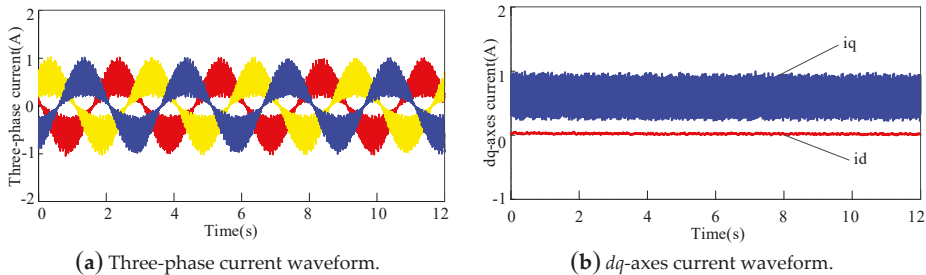 2
1
0
-1
-2
Three-phase current(A)
0 2 4 6 8 10 12
Time(s)
(a) Three-phase current waveform.
2
1
0
-1
dq-axes current(A)
iq
id
0 2 4 6 8 10 12
Time(s)
(b) dq-axes current waveform.